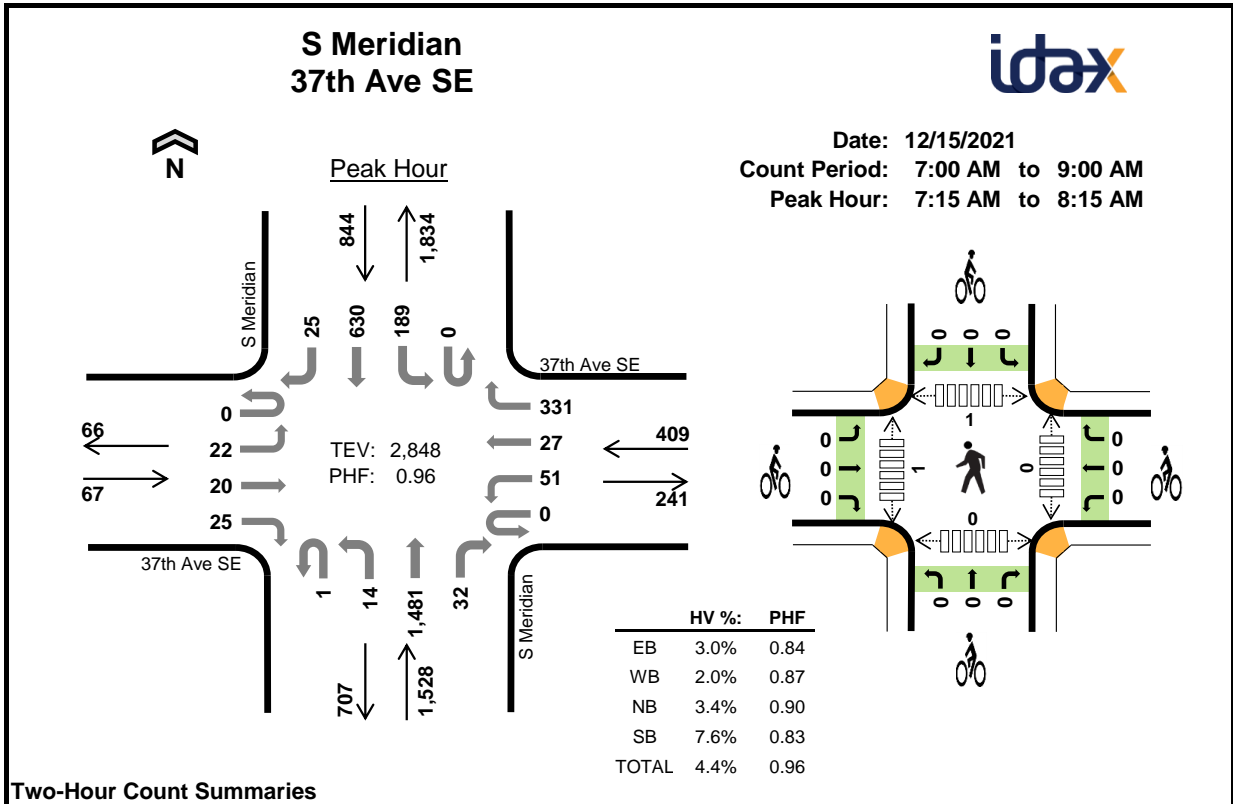 S Meridian
37th Ave SE
idax
N
Peak Hour
Date: 12/15/2021
Count Period: 7:00 AM to 9:00 AM
Peak Hour: 7:15 AM to 8:15 AM
844
1,834
S Meridian
25
630
189
0
37th Ave SE
0
22
20
25
66
67
TEV: 2,848
PHF: 0.96
331
27
51
0
409
241
37th Ave SE
1
14
1,481
32
S Meridian
707
1,528
0
0
0
1
0
0
0
1
0
0
0
0
0
0
0
0
HV %: PHF
EB 3.0% 0.84
WB 2.0% 0.87
NB 3.4% 0.90
SB 7.6% 0.83
TOTAL 4.4% 0.96
Two-Hour Count Summaries